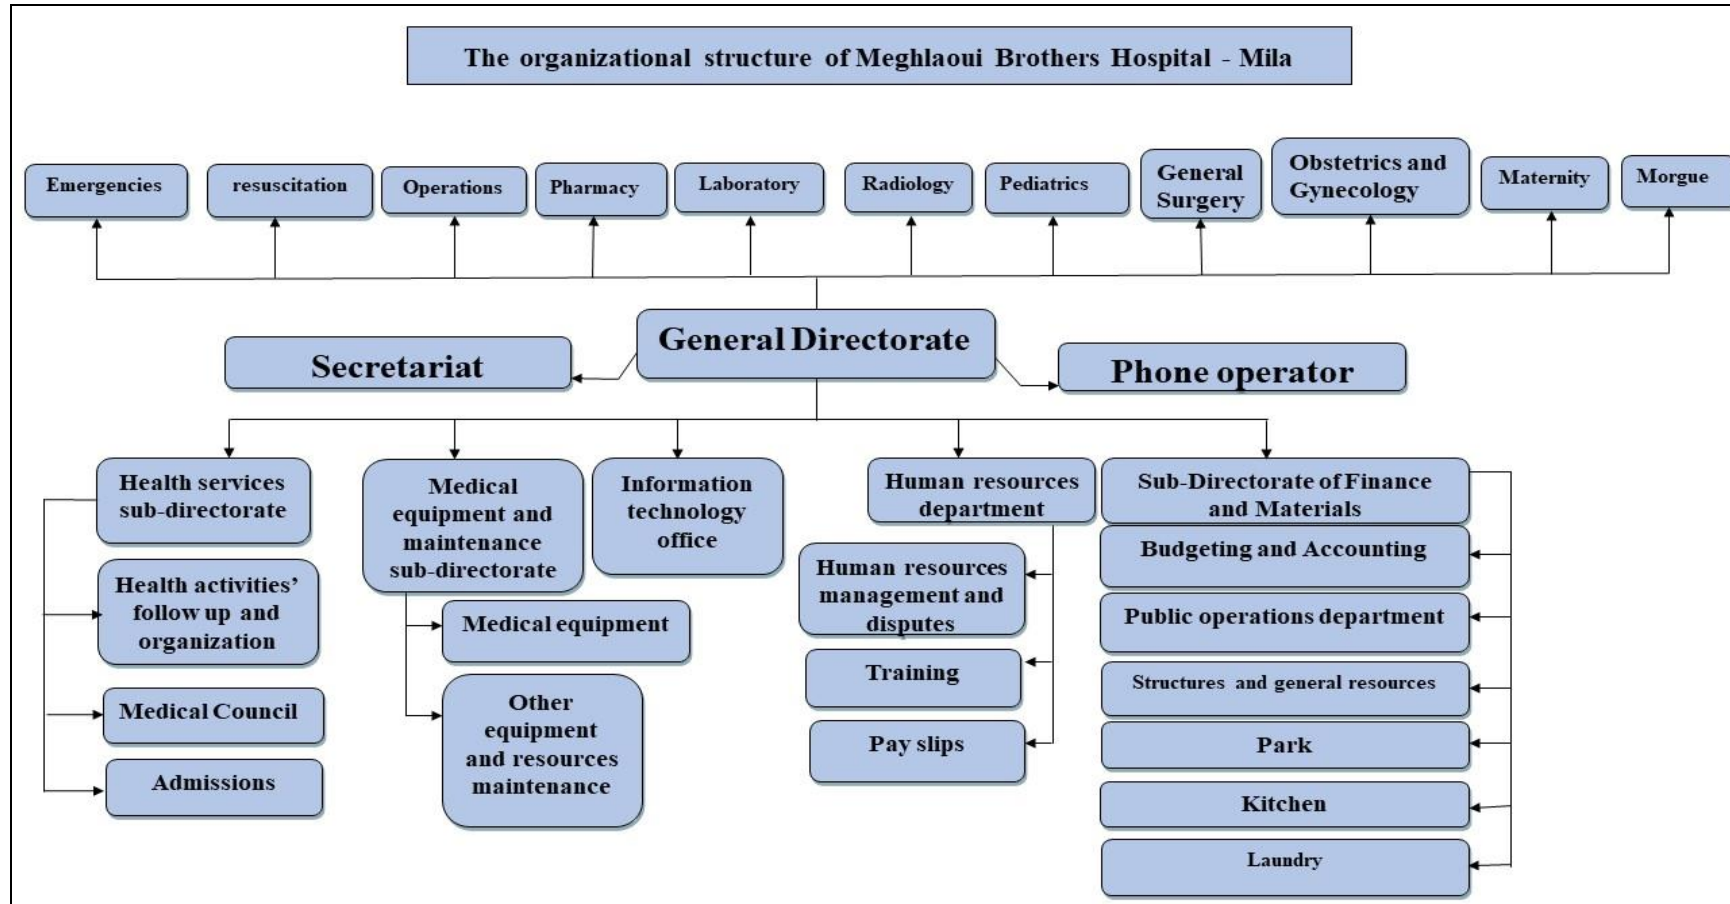 The organizational structure of Meghlaoui Brothers Hospital - Mila
Emergencies
resuscitation
Operations
Pharmacy
Laboratory
Radiology
Pediatrics
General
Surgery
Obstetrics and
Gynecology
Maternity
Morgue
General Directorate
Secretariat
Phone operator
Health services
sub-directorate
Health activities’
follow up and
organization
Medical Council
Admissions
Medical
equipment and
maintenance
sub-directorate
Medical equipment
Other
equipment
and resources
maintenance
Information
technology
office
Human resources
department
Human resources
management and
disputes
Training
Pay slips
Sub-Directorate of Finance
and Materials
Budgeting and Accounting
Public operations department
Structures and general resources
Park
Kitchen
Laundry